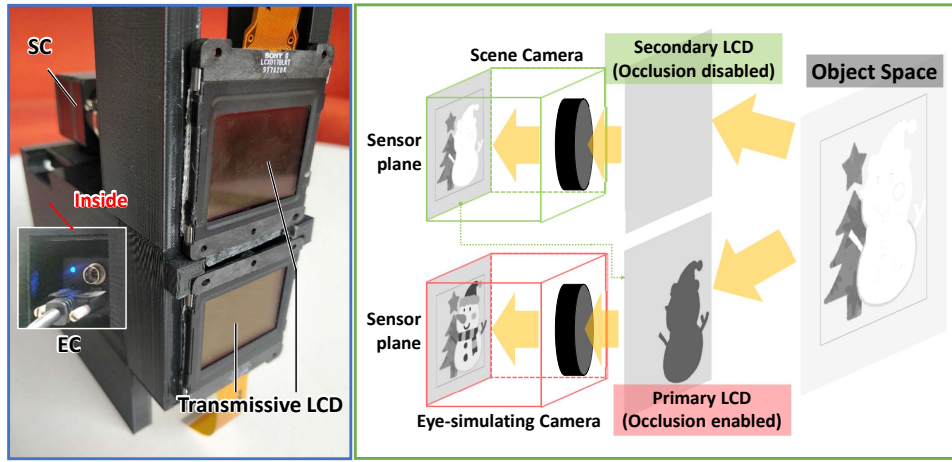 SC
SONY S
Inside
EC
Transmissive LCD
Scene Camera
Secondary LCD
(Occlusion disabled)
Object Space
Sensor
plane
Sensor
plane
Eye-simulating Camera
Primary LCD
(Occlusion enabled)